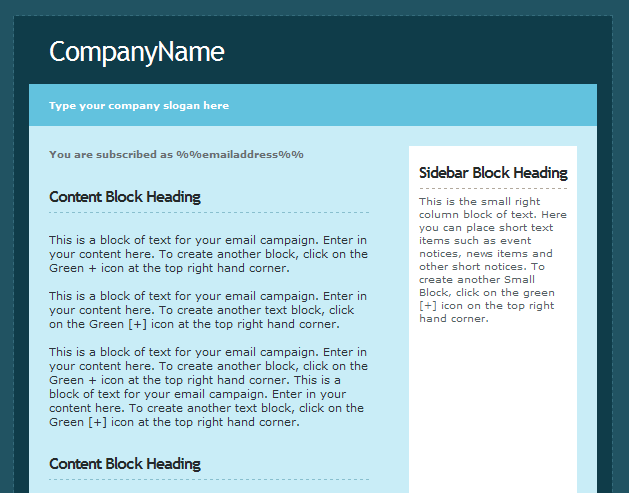 CompanyName
Type your company slogan here
You are subscribed as %%emailaddress%%
Content Block Heading
This is a block of text for your email campaign. Enter in
your content here. To create another block, click on the
Green + icon at the top right hand corner.
This is a block of text for your email campaign. Enter in
your content here. To create another text block, click
on the Green [+] icon at the top right hand corner.
This is a block of text for your email campaign. Enter in
your content here. To create another block, click on the
Green + icon at the top right hand corner. This is a
block of text for your email campaign. Enter in your
content here. To create another text block, click on the
Green [+] icon at the top right hand corner.
Content Block Heading
Sidebar Block Heading
This is the small right
column block of text. Here
you can place short text
items such as event
notices, news items and
other short notices. To
create another Small
Block, click on the green
[+] icon on the top right
hand corner.